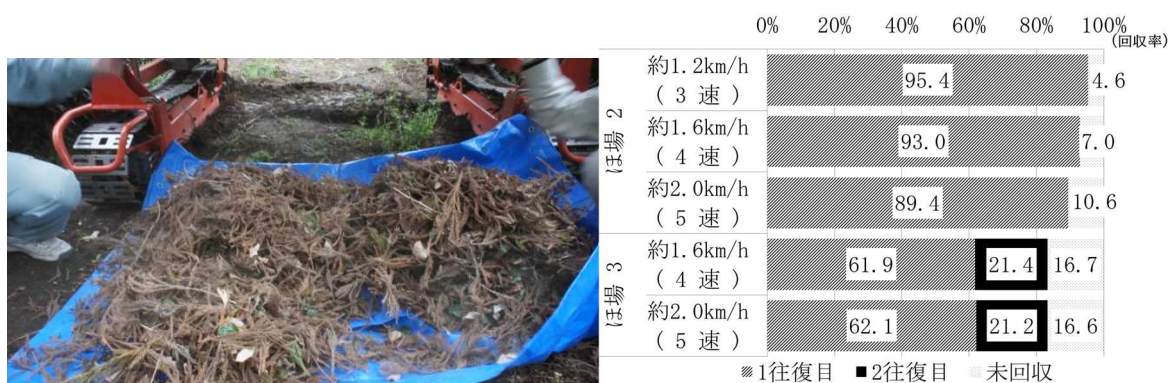 0% 20% 40% 60% 80% 100%
(回収率)
ほ場 2
約1.2km/h
( 3 速 )
95.4 4.6
約1.6km/h
( 4 速 )
93.0 7.0
約2.0km/h
( 5 速 )
89.4 10.6
ほ場 3
約1.6km/h
( 4 速 )
61.9 21.4 16.7
約2.0km/h
( 5 速 )
62.1 21.2 16.6
1往復目 2往復目 未回収